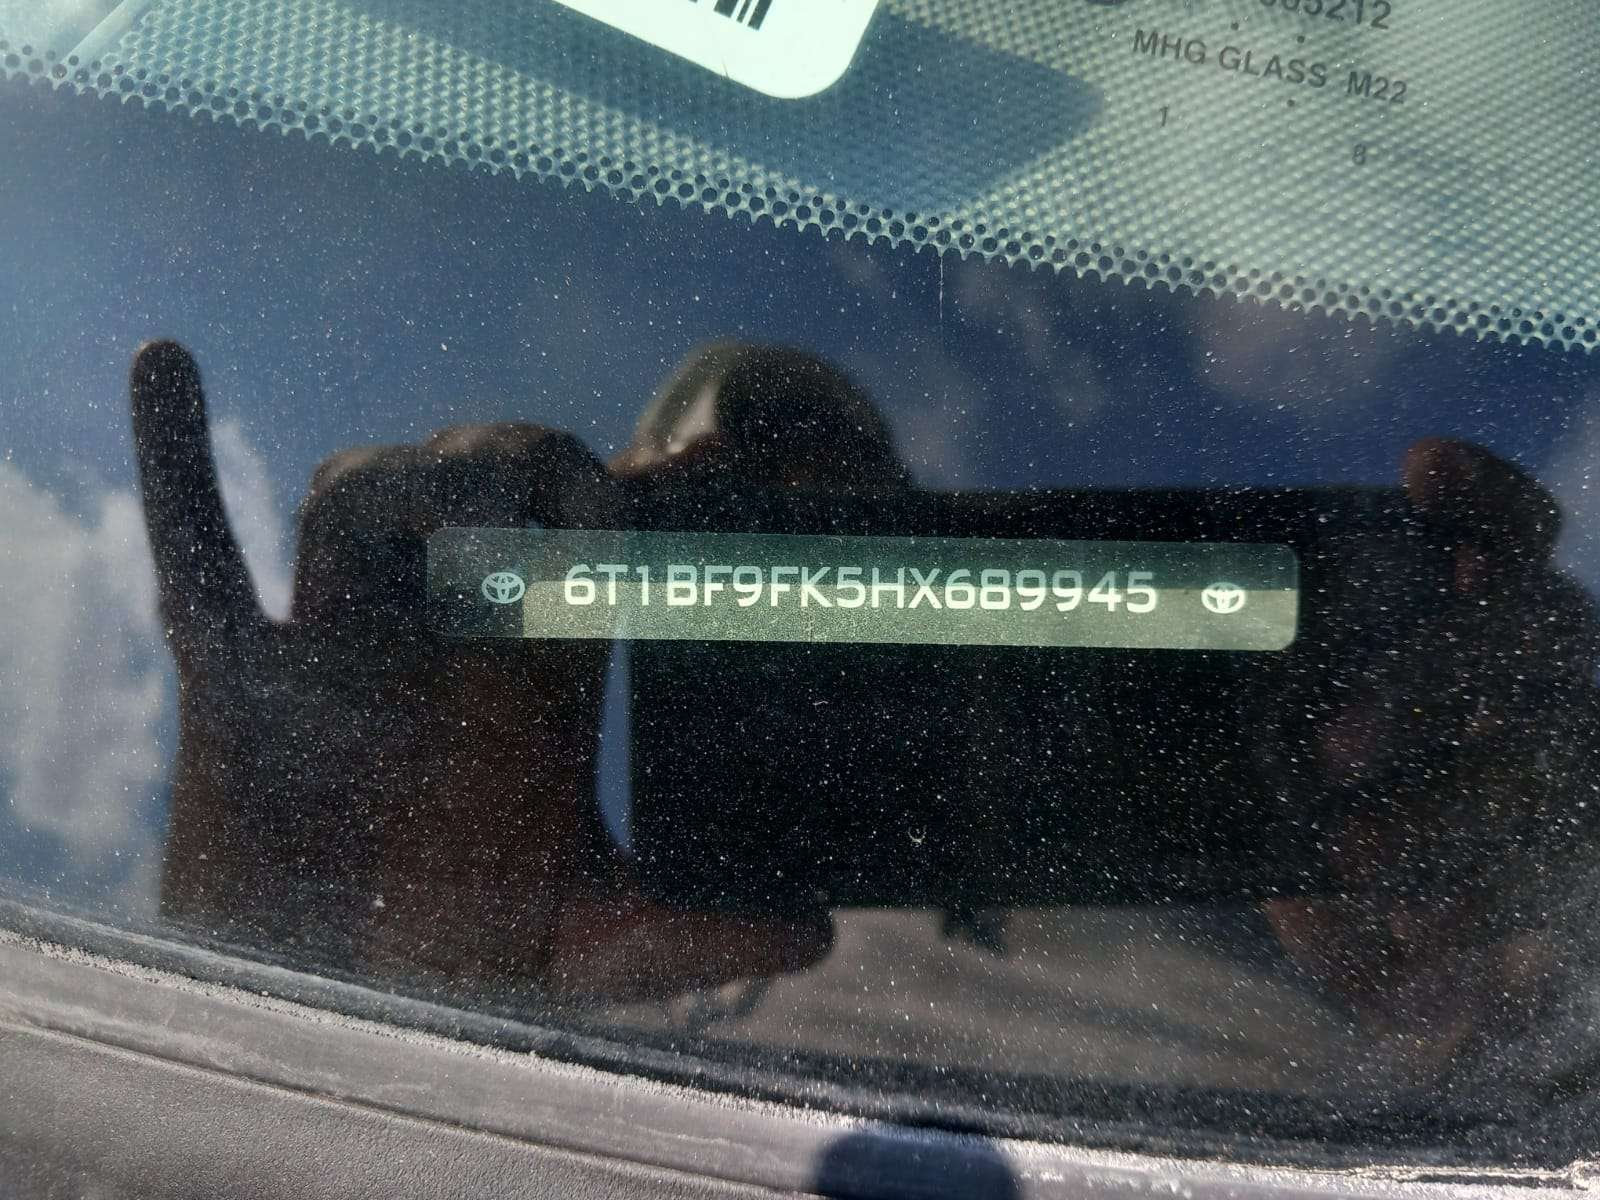 MHG GLASS M22
1
8
6T1BF9FK5HX689945